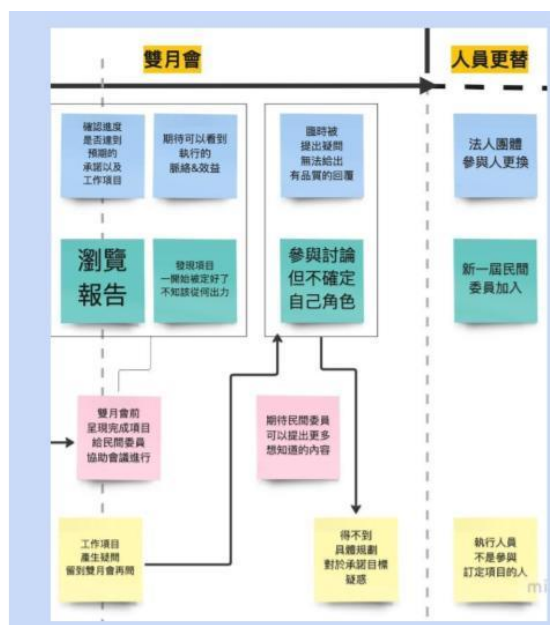 雙月會
人員更替
確認進度
是否達到
預期的
承諾以及
工作項目
期待可以看到
執行的
脈絡&效益
臨時被
提出疑問
無法給出
有品質的回覆
法人團體
參與人更換
瀏覽
報告
發現項目
一開始被定好了
不知該從何出力
參與討論
但不確定
自己角色
新一屆民間
委員加入
雙月會前
呈現完成項目
給民間委員
協助會議進行
期待民間委員
可以提出更多
想知道的內容
工作項目
產生疑問
留到雙月會再問
得不到
具體規劃
對於承諾目標
疑惑
執行人員
不是參與
訂定項目的人
mi